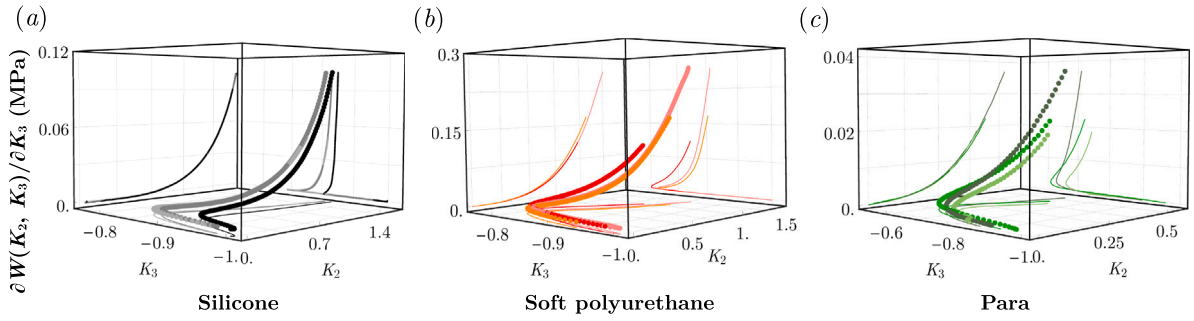 (a)
(b)
(c)
∂W(K₂, K₃)/∂K₃ (MPa)
0.12
0.06
0.
−0.8
−0.9
−1.
0.
0.7
1.4
K₃
K₂
Silicone
0.3
0.15
0.
−0.8
−0.9
−1.
0.
0.5
1.
1.5
K₃
K₂
Soft polyurethane
0.04
0.02
0.
−0.6
−0.8
−1.
0.
0.25
0.5
K₃
K₂
Para